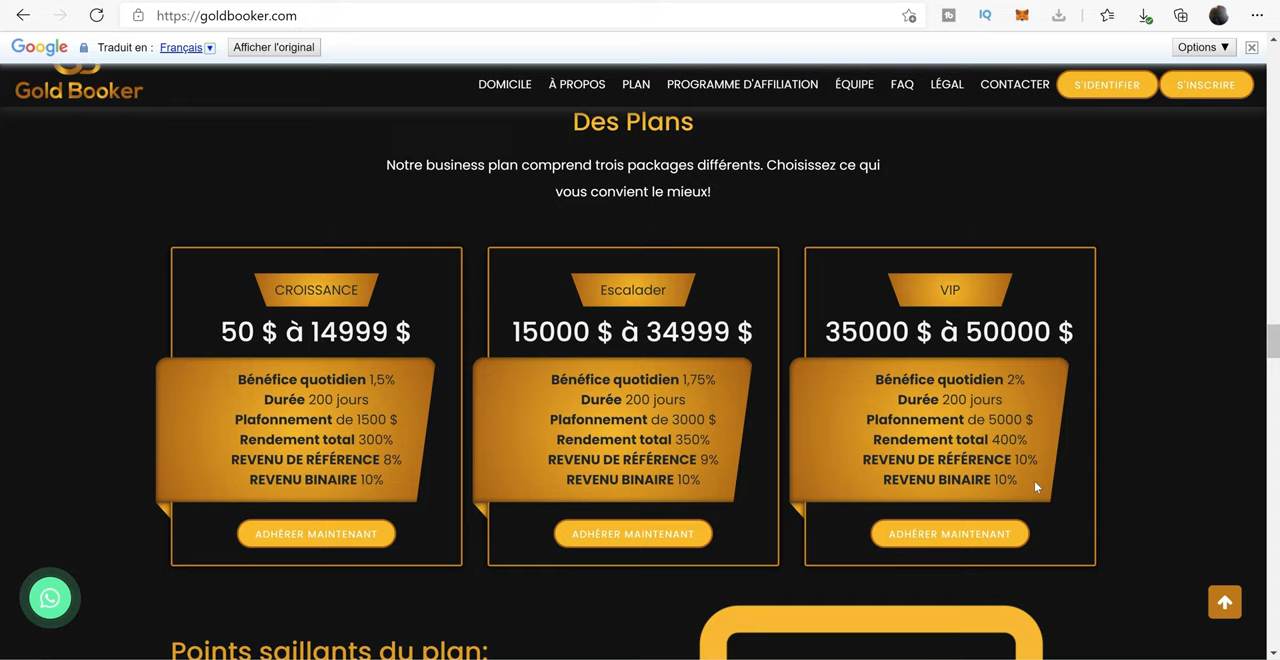 https://goldbooker.com
Google Traduit en : Français Afficher l'original Options ▼
Gold Booker
DOMICILE À PROPOS PLAN PROGRAMME D'AFFILIATION ÉQUIPE FAQ LÉGAL CONTACTER S'IDENTIFIER S'INSCRIRE
Des Plans
Notre business plan comprend trois packages différents. Choisissez ce qui
vous convient le mieux!
CROISSANCE
50 $ à 14999 $
Bénéfice quotidien 1,5%
Durée 200 jours
Plafonnement de 1500 $
Rendement total 300%
REVENU DE RÉFÉRENCE 8%
REVENU BINAIRE 10%
ADHÉRER MAINTENANT
Escalader
15000 $ à 34999 $
Bénéfice quotidien 1,75%
Durée 200 jours
Plafonnement de 3000 $
Rendement total 350%
REVENU DE RÉFÉRENCE 9%
REVENU BINAIRE 10%
ADHÉRER MAINTENANT
VIP
35000 $ à 50000 $
Bénéfice quotidien 2%
Durée 200 jours
Plafonnement de 5000 $
Rendement total 400%
REVENU DE RÉFÉRENCE 10%
REVENU BINAIRE 10%
ADHÉRER MAINTENANT
Points saillants du plan: